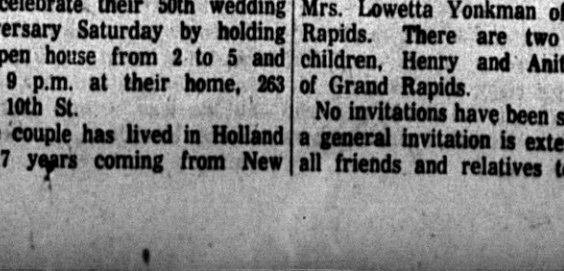 celebrate their 50th wedding
ersary Saturday by holding
pen house from 2 to 5 and
9 p.m. at their home, 263
10th St.
couple has lived in Holland
7 years coming from New
Mrs. Lowetta Yonkman of
Rapids. There are two
children, Henry and Anit
of Grand Rapids.
No invitations have been s
a general invitation is exte
all friends and relatives t